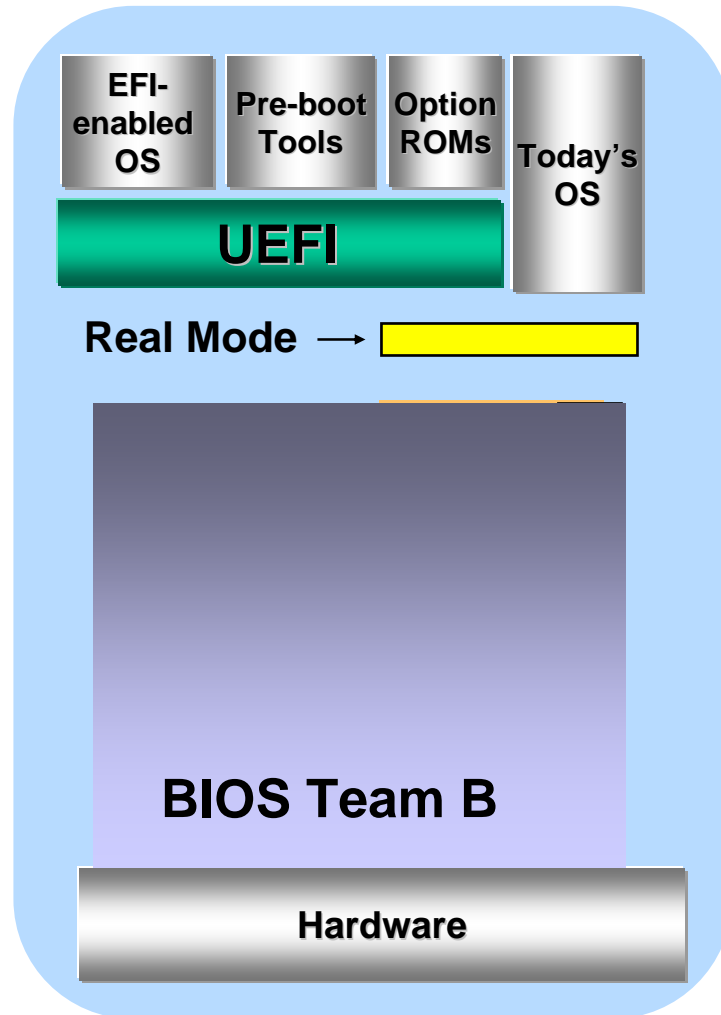 EFI-
enabled
OS
Pre-boot
Tools
Option
ROMs
Today’s
OS
UEFI
Real Mode
BIOS Team B
Hardware